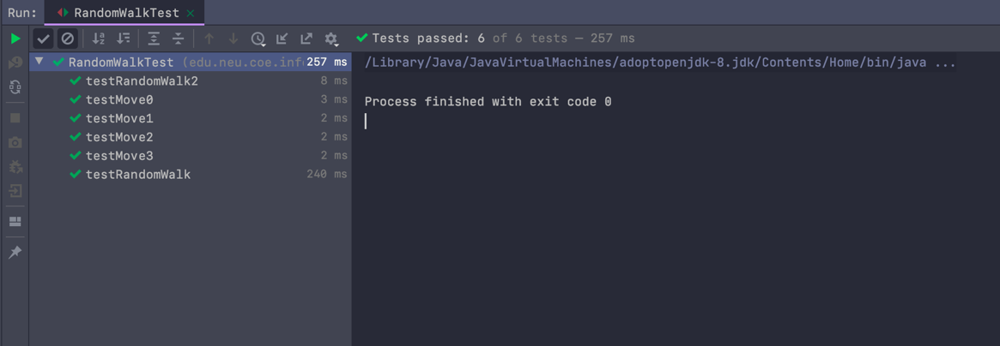 Run: RandomWalkTest
Tests passed: 6 of 6 tests – 257 ms
RandomWalkTest (edu.neu.coe.inf 257 ms
testRandomWalk2 8 ms
testMove0 3 ms
testMove1 2 ms
testMove2 2 ms
testMove3 2 ms
testRandomWalk 240 ms
/Library/Java/JavaVirtualMachines/adoptopenjdk-8.jdk/Contents/Home/bin/java ...
Process finished with exit code 0